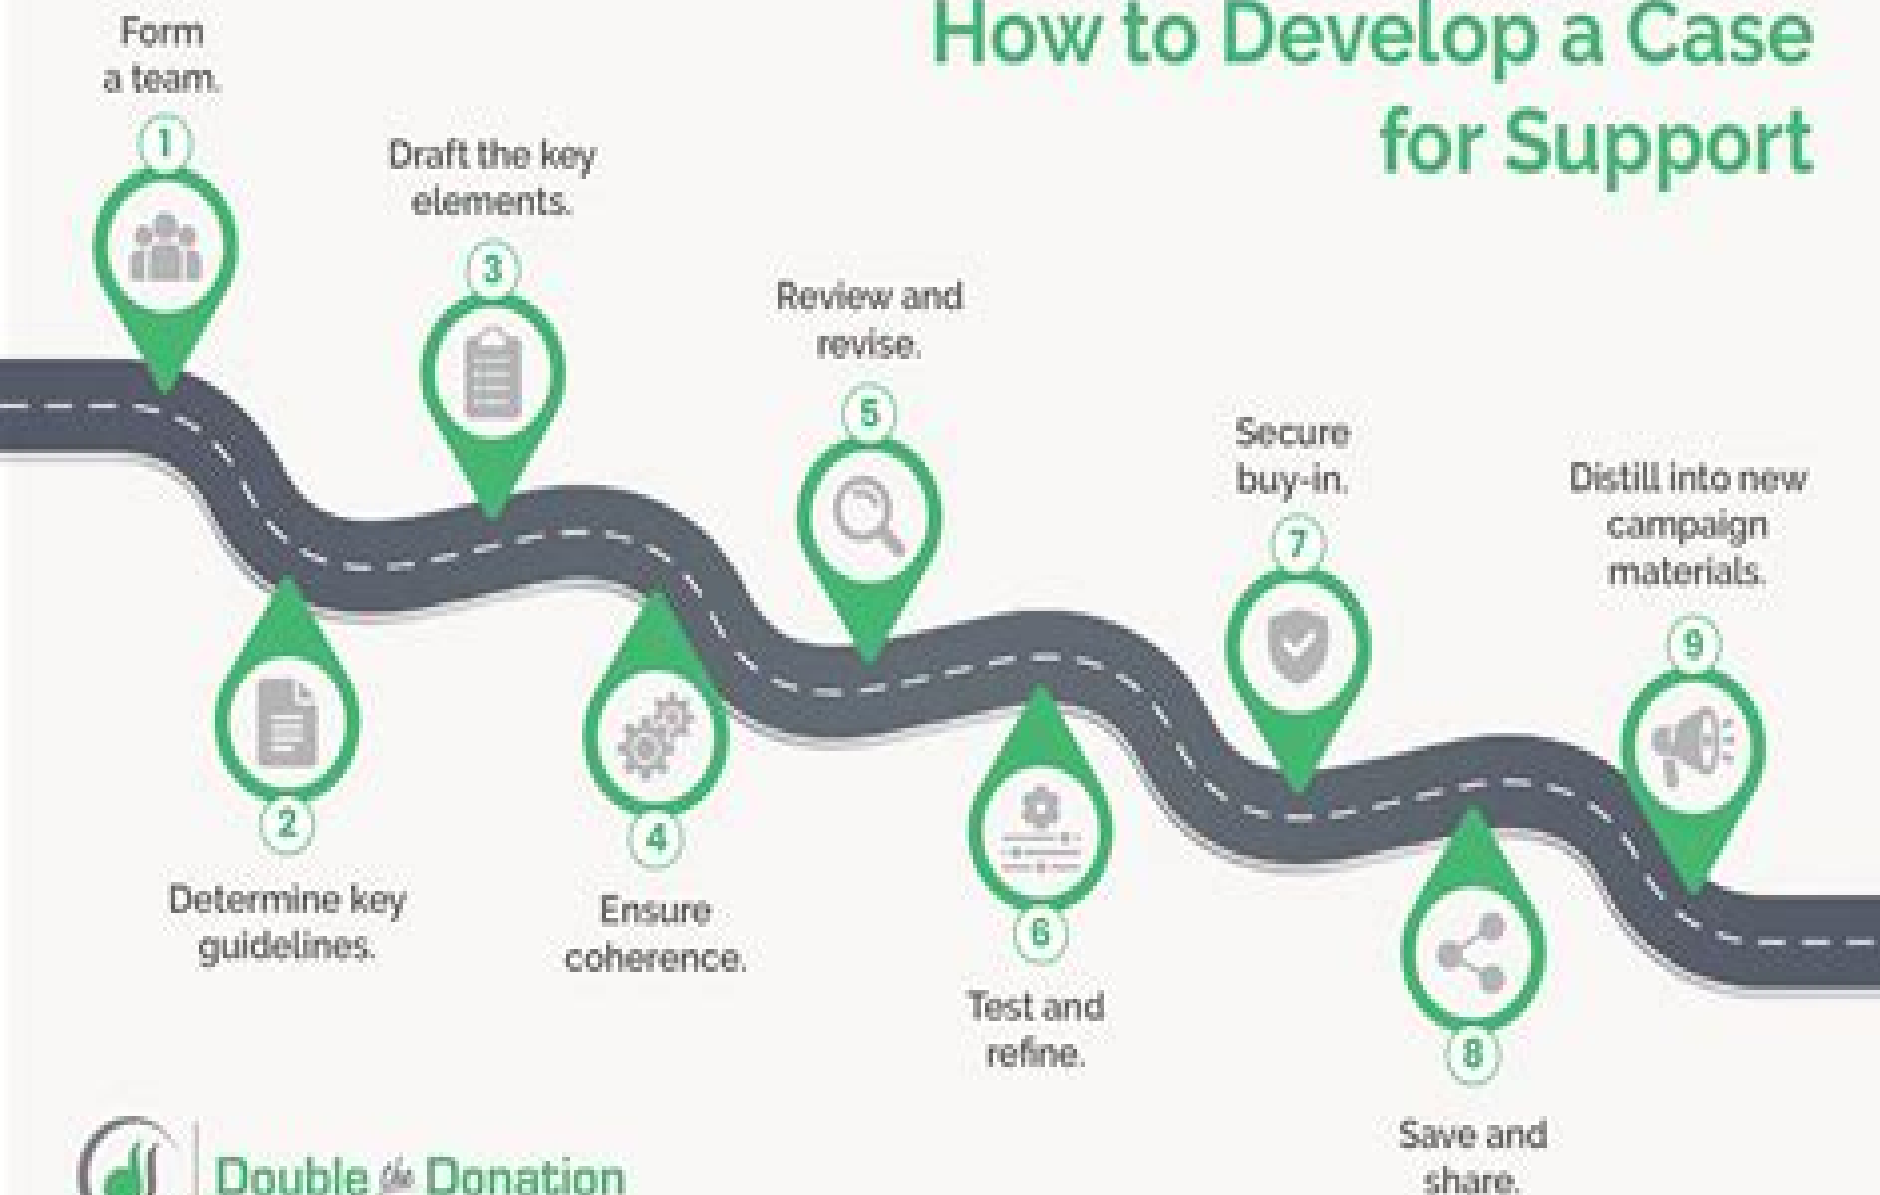 How to Develop a Case
for Support
Form
a team.
1
2
Determine key
guidelines.
Draft the key
elements.
3
4
Ensure
coherence.
Review and
revise.
5
6
Test and
refine.
Secure
buy-in.
7
8
Save and
share.
Distill into new
campaign
materials.
9
Double the Donation